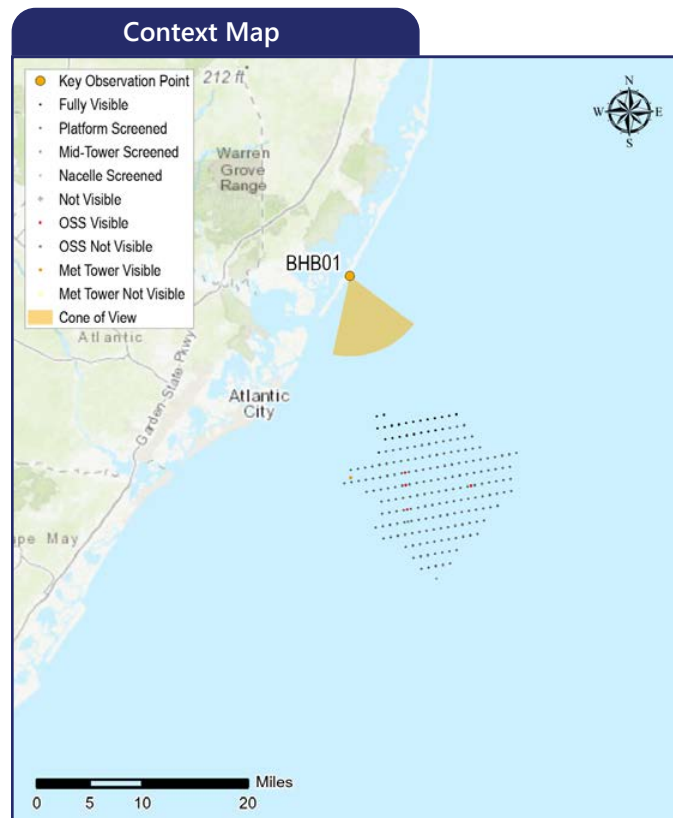 Context Map
Key Observation Point
Fully Visible
Platform Screened
Mid-Tower Screened
Nacelle Screened
Not Visible
OSS Visible
OSS Not Visible
Met Tower Visible
Met Tower Not Visible
Cone of View
212 ft
N
W E
S
Warren
Grove
Range
BHB01
Atlantic
Garden-State-Pkwy
Atlantic
City
ape May
Miles
0 5 10 20